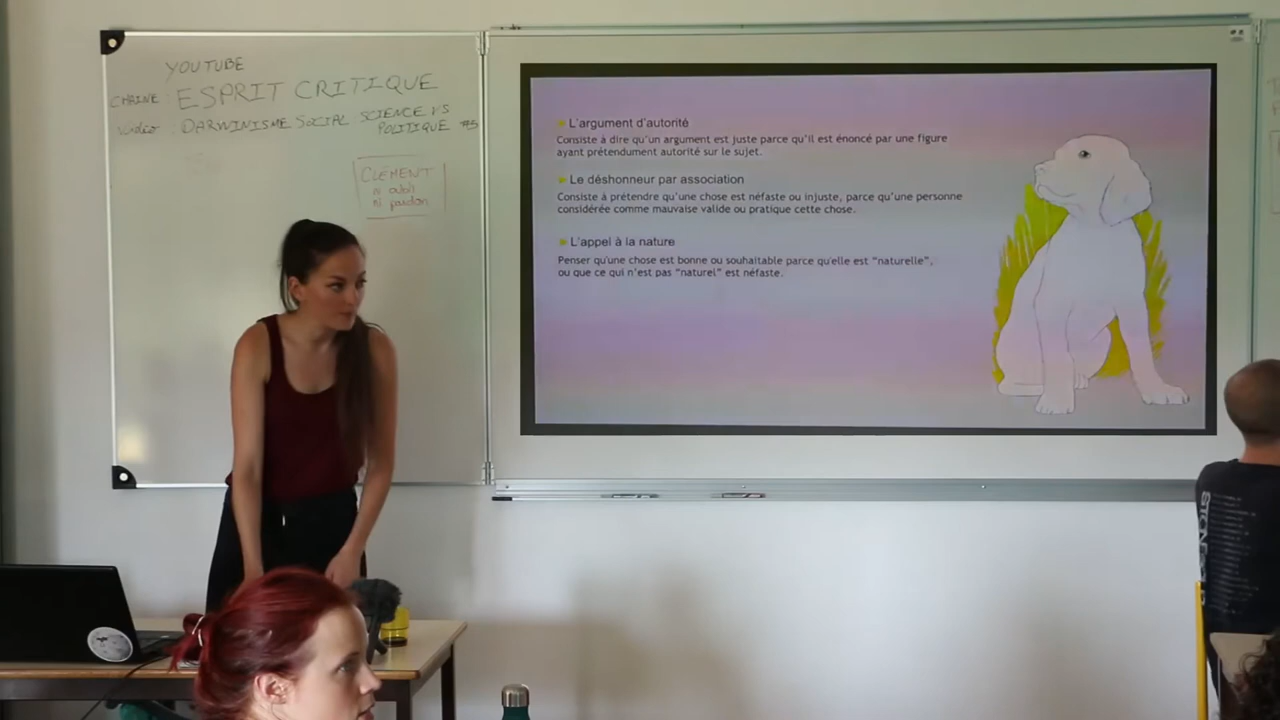 YOUTUBE
CHAINE : ESPRIT CRITIQUE
Vidéo : DARWINISME SOCIAL SCIENCE VS
POLITIQUE #3
CLEMENT
Ni oubli
Ni pardon
L'argument d'autorité
Consiste à dire qu'un argument est juste parce qu'il est énoncé par une figure
ayant prétendument autorité sur le sujet.
Le déshonneur par association
Consiste à prétendre qu'une chose est néfaste ou injuste, parce qu'une personne
considérée comme mauvaise valide ou pratique cette chose.
L'appel à la nature
Penser qu'une chose est bonne ou souhaitable parce qu'elle est “naturelle”,
ou que ce qui n'est pas “naturel” est néfaste.